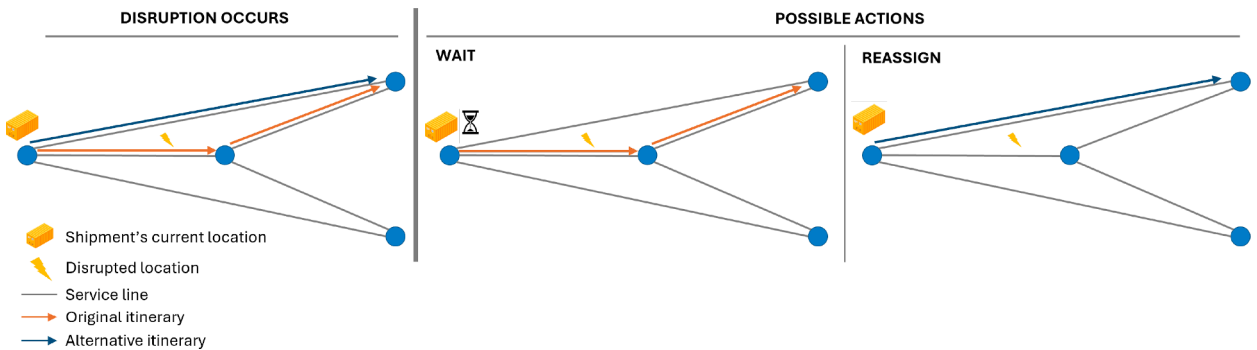 DISRUPTION OCCURS
POSSIBLE ACTIONS
WAIT
REASSIGN
Shipment's current location
Disrupted location
Service line
Original itinerary
Alternative itinerary